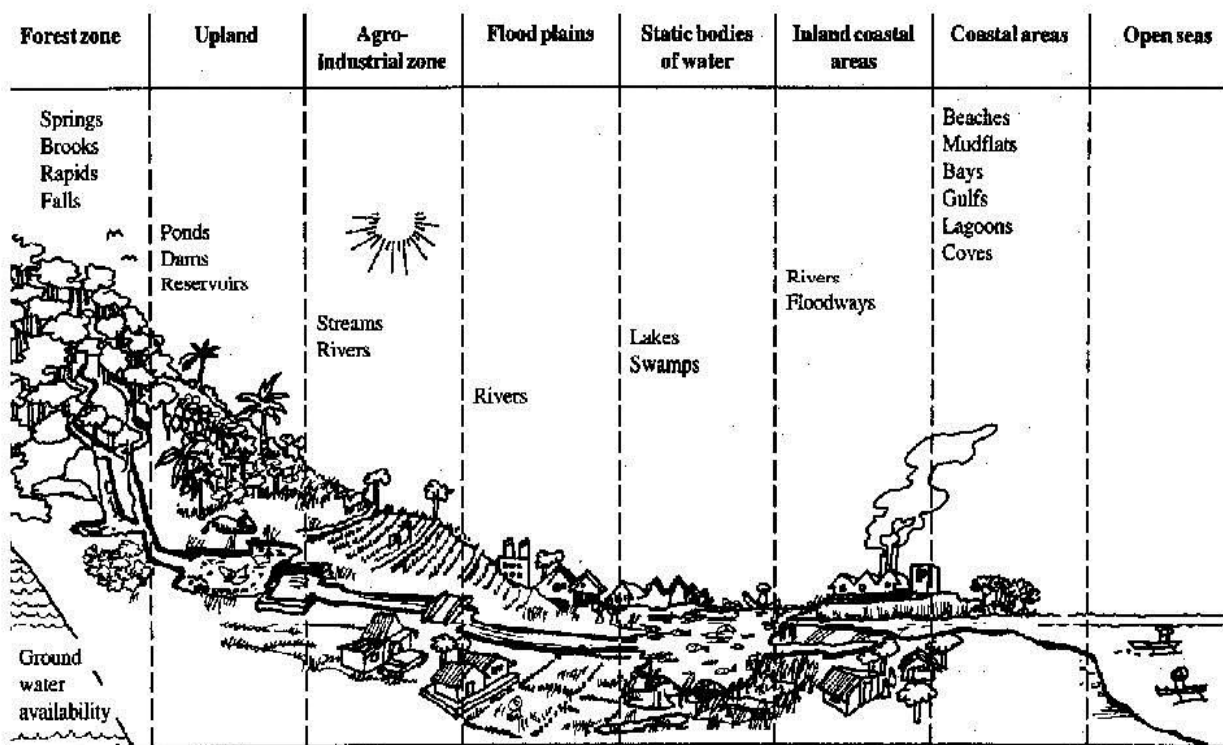 Forest zone
Upland
Agro-
industrial zone
Flood plains
Static bodies
of water
Inland coastal
areas
Coastal areas
Open seas
Springs
Brooks
Rapids
Falls
Ponds
Dams
Reservoirs
Streams
Rivers
Rivers
Lakes
Swamps
Rivers
Floodways
Beaches
Mudflats
Bays
Gulfs
Lagoons
Coves
Ground
water
availability